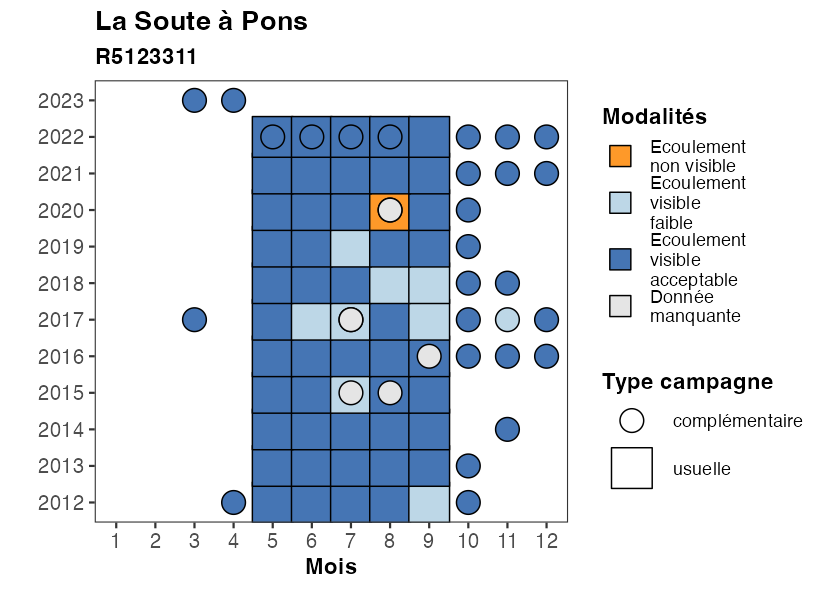 La Soute à Pons
R5123311
2023
2022
2021
2020
2019
2018
2017
2016
2015
2014
2013
2012
1 2 3 4 5 6 7 8 9 10 11 12
Mois
Modalités
Ecoulement
non visible
Ecoulement
visible
faible
Ecoulement
visible
acceptable
Donnée
manquante
Type campagne
complémentaire
usuelle